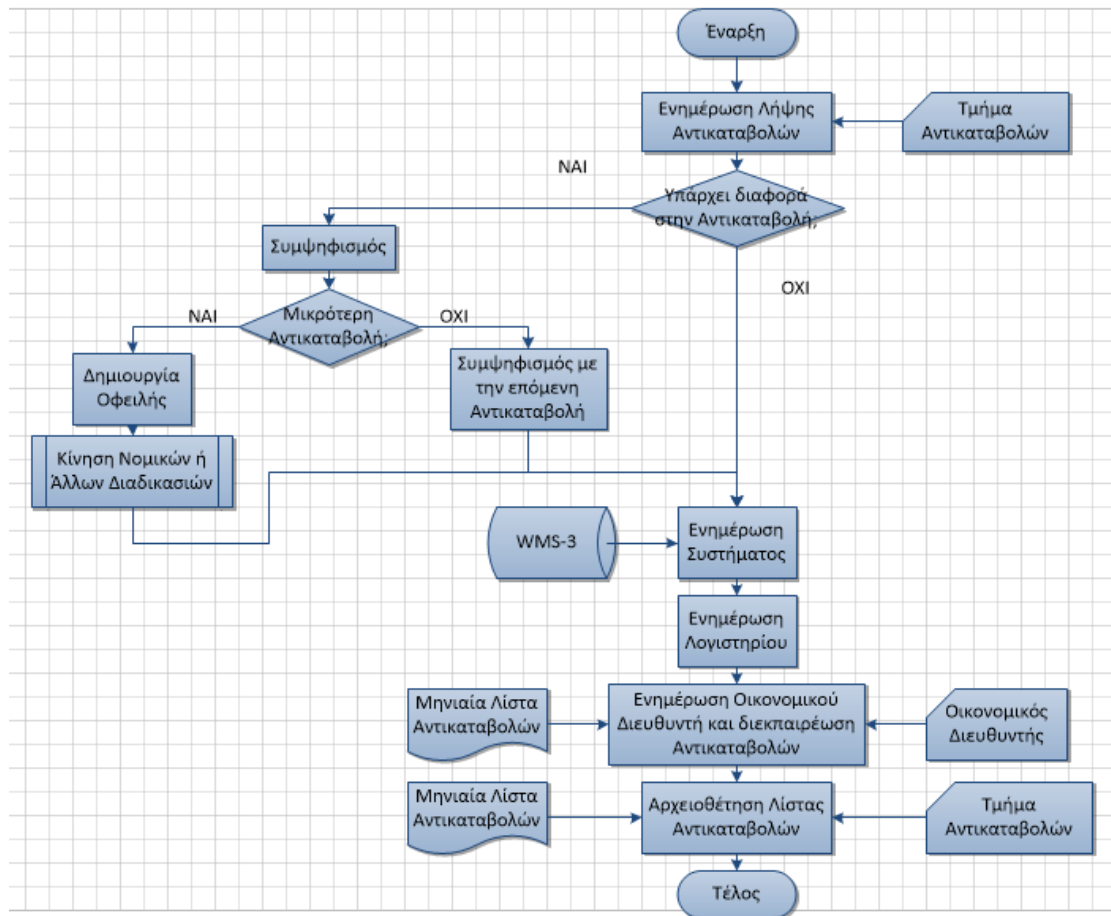 Έναρξη
Ενημέρωση Λήψης
Αντικαταβολών
Τμήμα
Αντικαταβολών
ΝΑΙ
Υπάρχει διαφορά
στην Αντικαταβολή;
Συμψηφισμός
ΟΧΙ
ΝΑΙ
Μικρότερη
Αντικαταβολή;
ΟΧΙ
Δημιουργία
Οφειλής
Συμψηφισμός με
την επόμενη
Αντικαταβολή
Κίνηση Νομικών ή
Άλλων Διαδικασιών
WMS-3
Ενημέρωση
Συστήματος
Ενημέρωση
Λογιστηρίου
Μηνιαία Λίστα
Αντικαταβολών
Ενημέρωση Οικονομικού
Διευθυντή και διεκπαιρέωση
Αντικαταβολών
Οικονομικός
Διευθυντής
Μηνιαία Λίστα
Αντικαταβολών
Αρχειοθέτηση Λίστας
Αντικαταβολών
Τμήμα
Αντικαταβολών
Τέλος